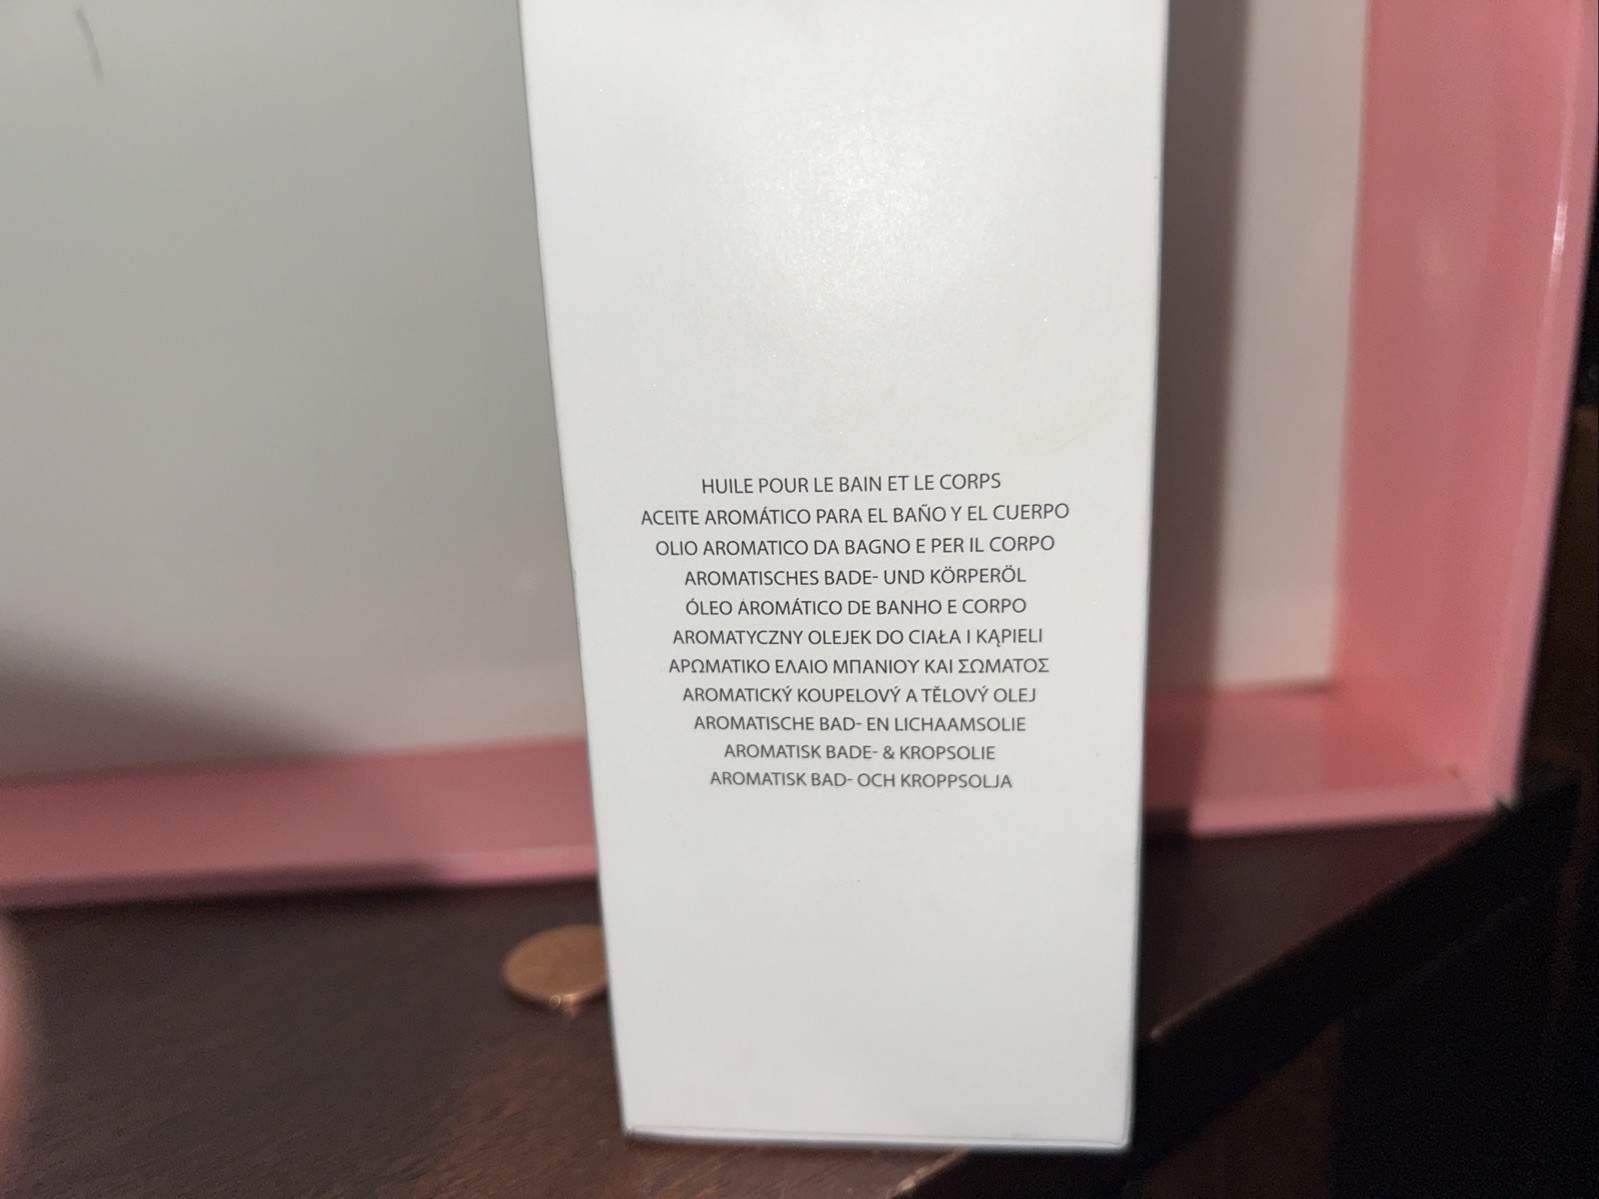 HUILE POUR LE BAIN ET LE CORPS
ACEITE AROMÁTICO PARA EL BAÑO Y EL CUERPO
OLIO AROMATICO DA BAGNO E PER IL CORPO
AROMATISCHES BADE- UND KÖRPERÖL
ÓLEO AROMÁTICO DE BANHO E CORPO
AROMATYCZNY OLEJEK DO CIAŁA I KĄPIELI
ΑΡΩΜΑΤΙΚΟ ΕΛΑΙΟ ΜΠΑΝΙΟΥ ΚΑΙ ΣΩΜΑΤΟΣ
AROMATICKÝ KOUPELOVÝ A TĚLOVÝ OLEJ
AROMATISCHE BAD- EN LICHAAMSOLIE
AROMATISK BADE- & KROPSOLIE
AROMATISK BAD- OCH KROPPSOLJA